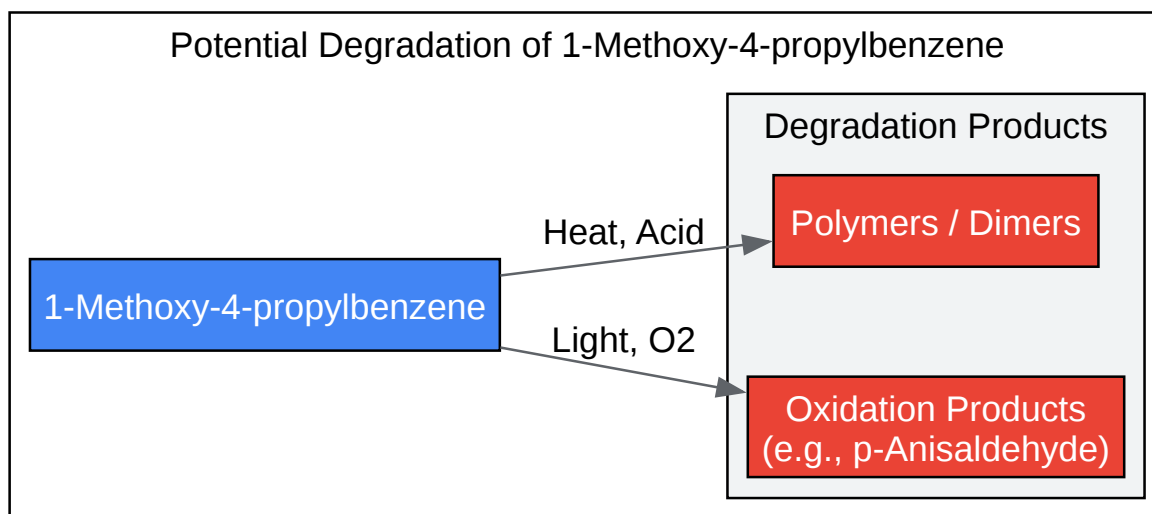 Potential Degradation of 1-Methoxy-4-propylbenzene
Degradation Products
Polymers / Dimers
Heat, Acid
1-Methoxy-4-propylbenzene
Light, O2
Oxidation Products
(e.g., p-Anisaldehyde)